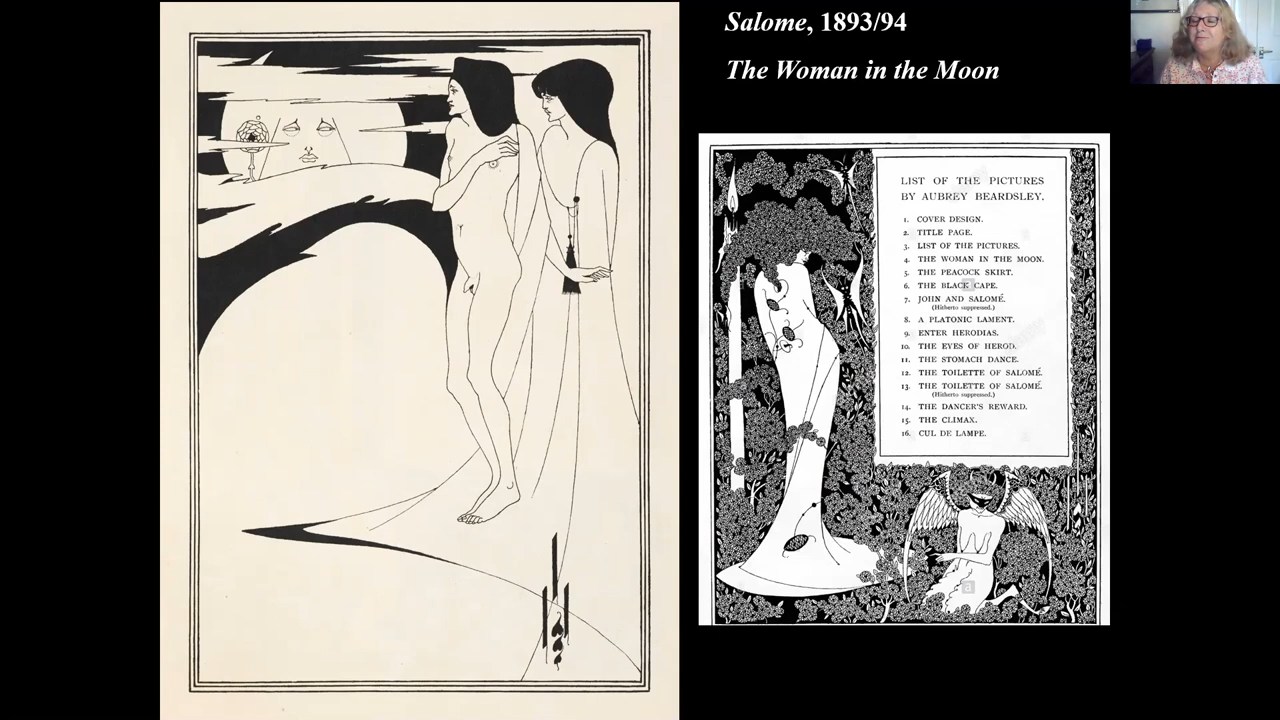 Salome, 1893/94
The Woman in the Moon
LIST OF THE PICTURES
BY AUBREY BEARDSLEY.
1. COVER DESIGN.
2. TITLE PAGE.
3. LIST OF THE PICTURES.
4. THE WOMAN IN THE MOON.
5. THE PEACOCK SKIRT.
6. THE BLACK CAPE.
7. JOHN AND SALOMÉ.
(Hitherto suppressed.)
8. A PLATONIC LAMENT.
9. ENTER HERODIAS.
10. THE EYES OF HEROD.
11. THE STOMACH DANCE.
12. THE TOILETTE OF SALOMÉ.
13. THE TOILETTE OF SALOMÉ.
(Hitherto suppressed.)
14. THE DANCER'S REWARD.
15. THE CLIMAX.
16. CUL DE LAMPE.
a